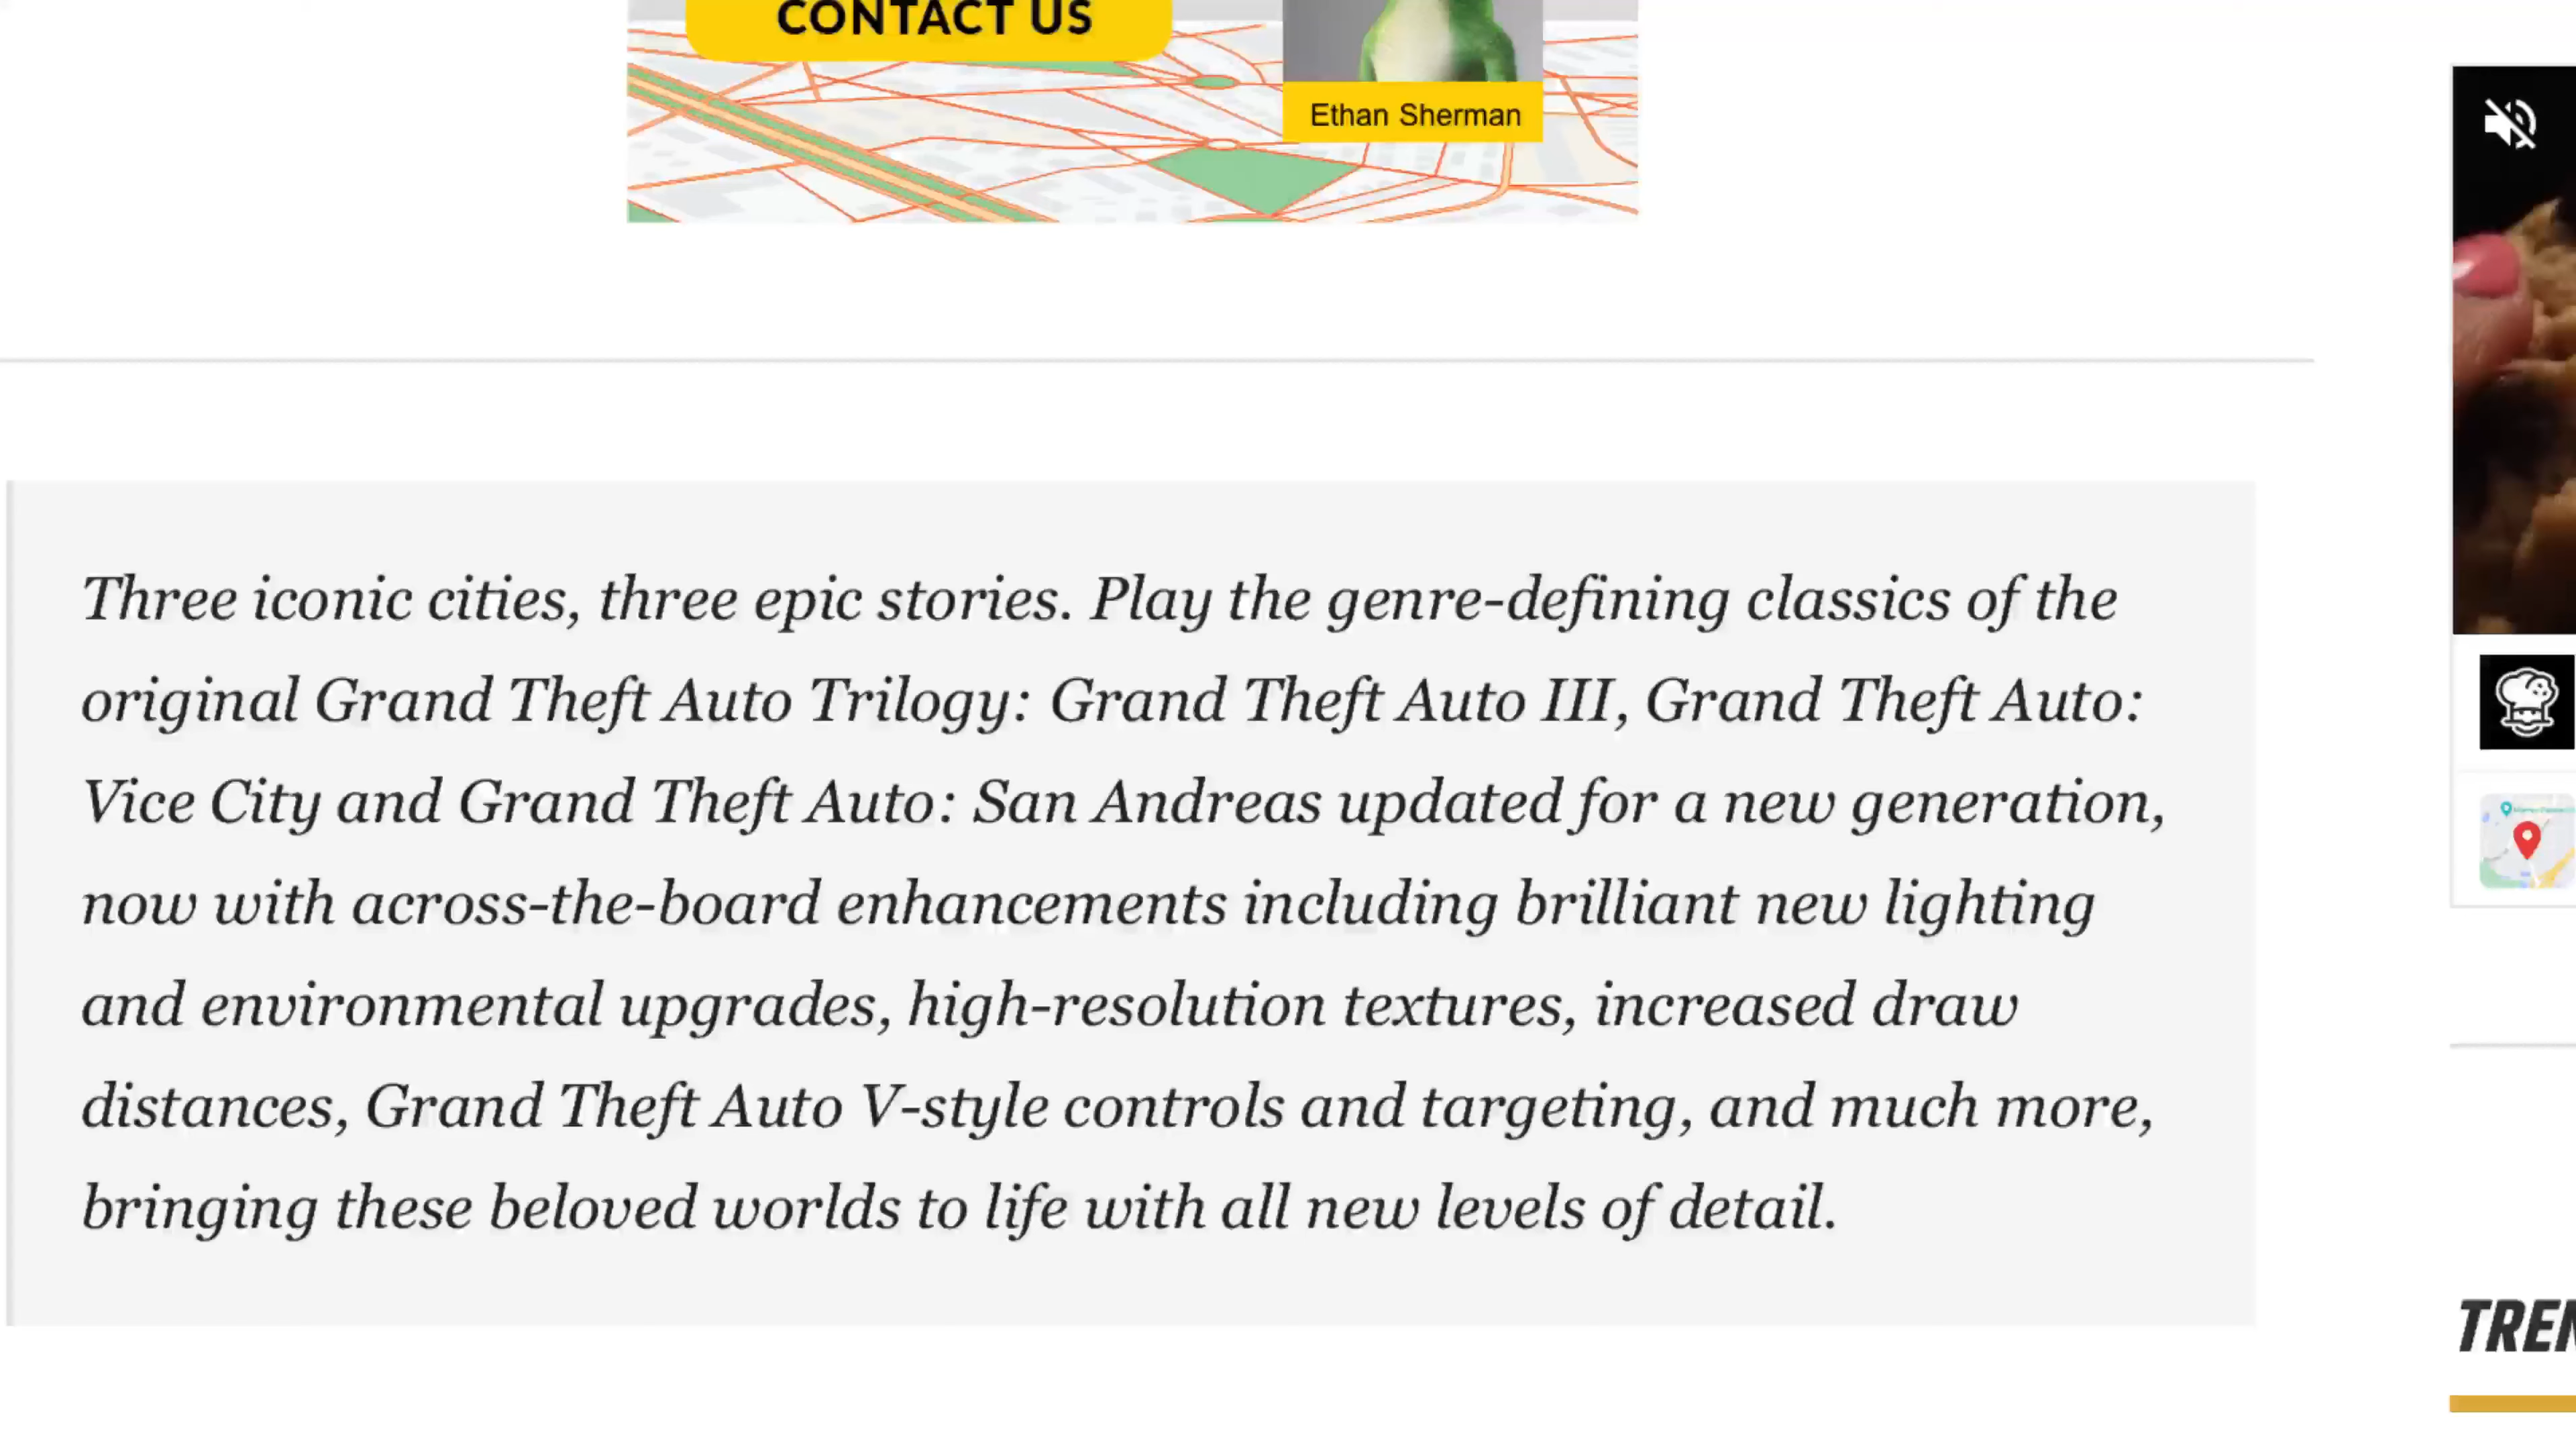 CONTACT US
Ethan Sherman
Three iconic cities, three epic stories. Play the genre-defining classics of the
original Grand Theft Auto Trilogy: Grand Theft Auto III, Grand Theft Auto:
Vice City and Grand Theft Auto: San Andreas updated for a new generation,
now with across-the-board enhancements including brilliant new lighting
and environmental upgrades, high-resolution textures, increased draw
distances, Grand Theft Auto V-style controls and targeting, and much more,
bringing these beloved worlds to life with all new levels of detail.